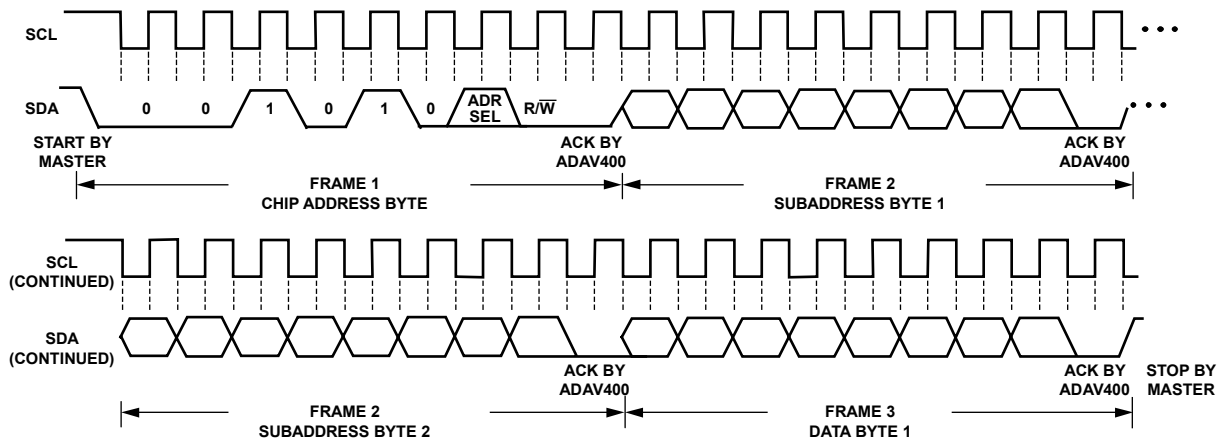 SCL
SDA
0 0 1 0 1 0 ADR SEL R/W̅
START BY MASTER
ACK BY ADAV400
ACK BY ADAV400
FRAME 1
CHIP ADDRESS BYTE
FRAME 2
SUBADDRESS BYTE 1
SCL
(CONTINUED)
SDA
(CONTINUED)
ACK BY ADAV400
ACK BY ADAV400
STOP BY MASTER
FRAME 2
SUBADDRESS BYTE 2
FRAME 3
DATA BYTE 1